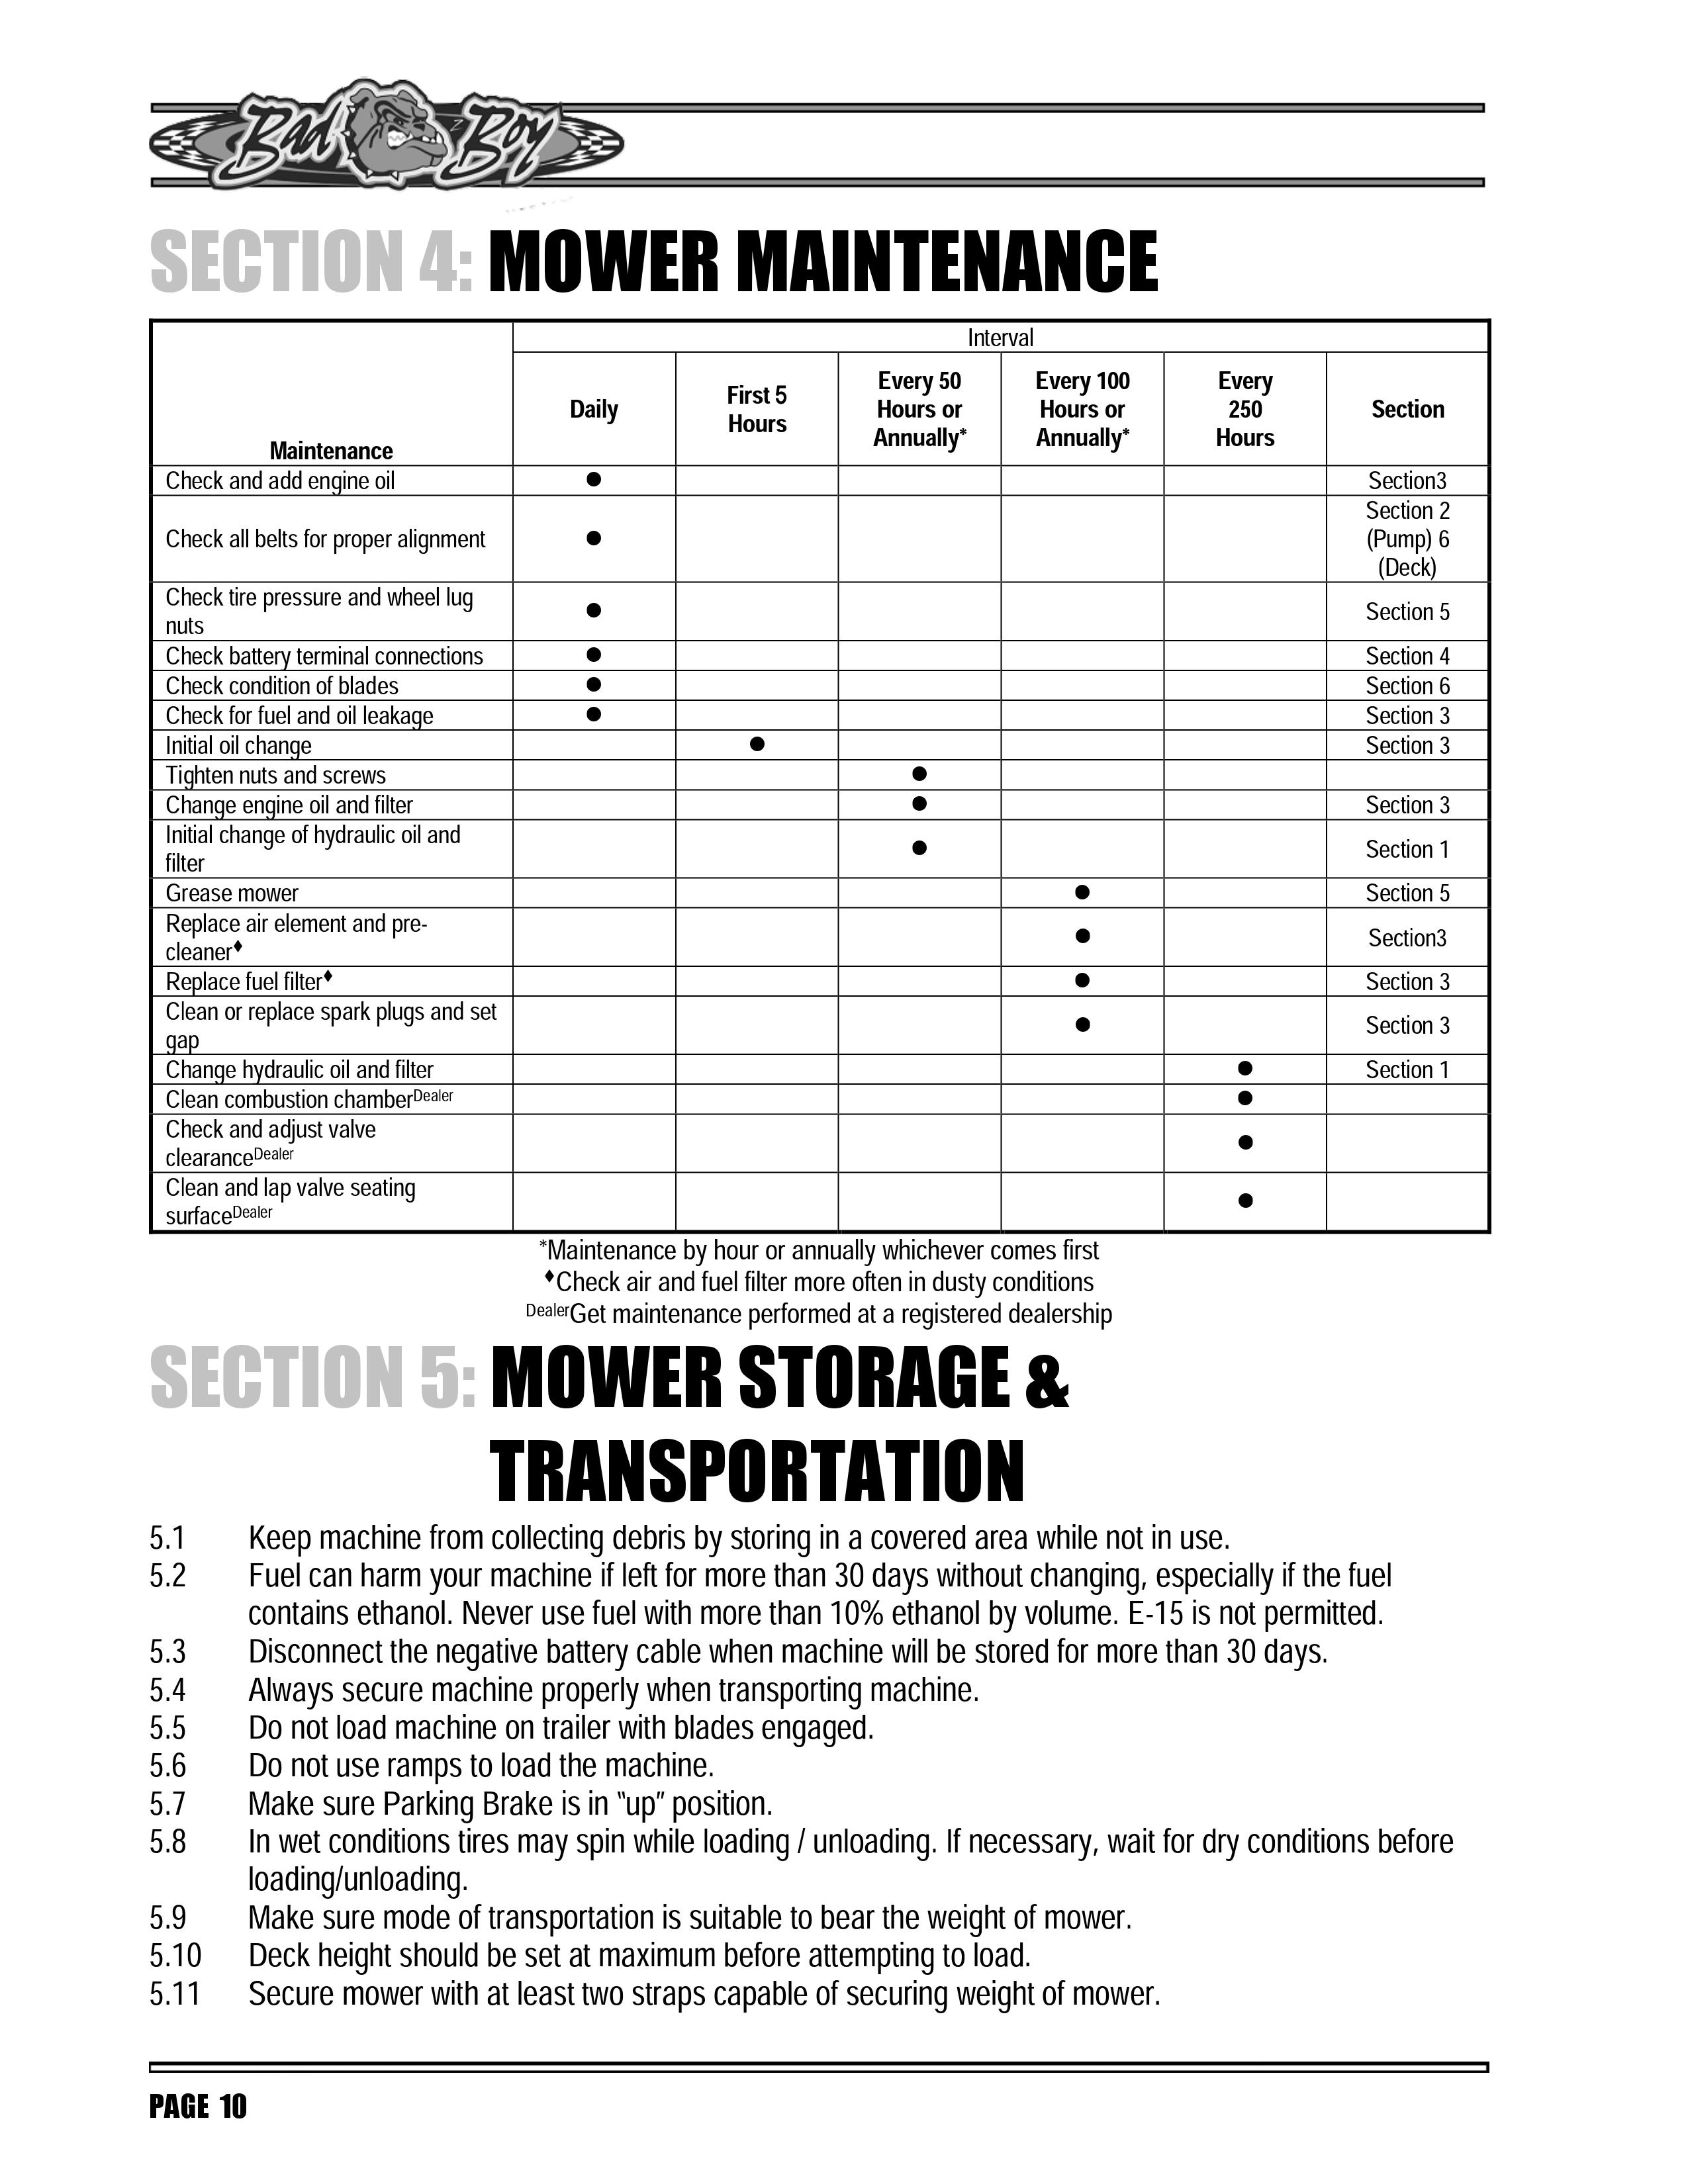 Bad Boy
SECTION 4: MOWER MAINTENANCE
Interval
Maintenance
Daily
First 5
Hours
Every 50
Hours or
Annually*
Every 100
Hours or
Annually*
Every
250
Hours
Section
Check and add engine oil ● Section3
Check all belts for proper alignment ● Section 2
(Pump) 6
(Deck)
Check tire pressure and wheel lug
nuts ● Section 5
Check battery terminal connections ● Section 4
Check condition of blades ● Section 6
Check for fuel and oil leakage ● Section 3
Initial oil change ● Section 3
Tighten nuts and screws ●
Change engine oil and filter ● Section 3
Initial change of hydraulic oil and
filter ● Section 1
Grease mower ● Section 5
Replace air element and pre-
cleaner♦ ● Section3
Replace fuel filter♦ ● Section 3
Clean or replace spark plugs and set
gap ● Section 3
Change hydraulic oil and filter ● Section 1
Clean combustion chamberDealer ●
Check and adjust valve
clearanceDealer ●
Clean and lap valve seating
surfaceDealer ●
*Maintenance by hour or annually whichever comes first
♦Check air and fuel filter more often in dusty conditions
DealerGet maintenance performed at a registered dealership
SECTION 5: MOWER STORAGE &
TRANSPORTATION
5.1 Keep machine from collecting debris by storing in a covered area while not in use.
5.2 Fuel can harm your machine if left for more than 30 days without changing, especially if the fuel
contains ethanol. Never use fuel with more than 10% ethanol by volume. E-15 is not permitted.
5.3 Disconnect the negative battery cable when machine will be stored for more than 30 days.
5.4 Always secure machine properly when transporting machine.
5.5 Do not load machine on trailer with blades engaged.
5.6 Do not use ramps to load the machine.
5.7 Make sure Parking Brake is in “up” position.
5.8 In wet conditions tires may spin while loading / unloading. If necessary, wait for dry conditions before
loading/unloading.
5.9 Make sure mode of transportation is suitable to bear the weight of mower.
5.10 Deck height should be set at maximum before attempting to load.
5.11 Secure mower with at least two straps capable of securing weight of mower.
PAGE 10